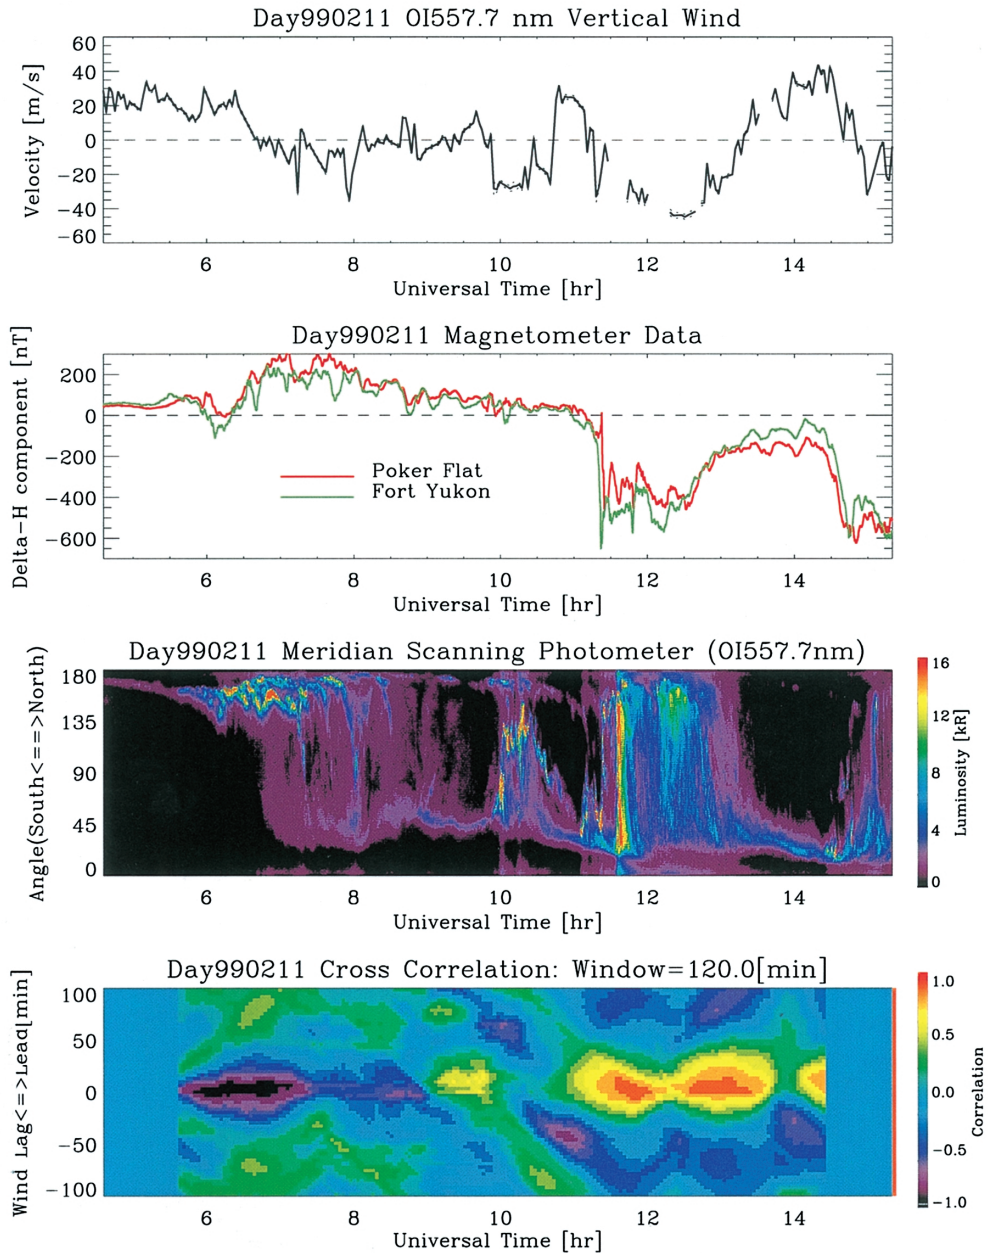 Day990211 OI557.7 nm Vertical Wind
Velocity [m/s]
60
40
20
0
−20
−40
−60
6 8 10 12 14
Universal Time [hr]
Day990211 Magnetometer Data
Delta−H component [nT]
200
0
−200
−400
−600
Poker Flat
Fort Yukon
6 8 10 12 14
Universal Time [hr]
Day990211 Meridian Scanning Photometer (OI557.7nm)
Angle(South<==>North)
180
135
90
45
0
6 8 10 12 14
Universal Time [hr]
16
12
8
4
0
Luminosity [kR]
Day990211 Cross Correlation: Window=120.0[min]
Wind Lag<=>Lead[min]
100
50
0
−50
−100
6 8 10 12 14
Universal Time [hr]
1.0
0.5
0.0
−0.5
−1.0
Correlation